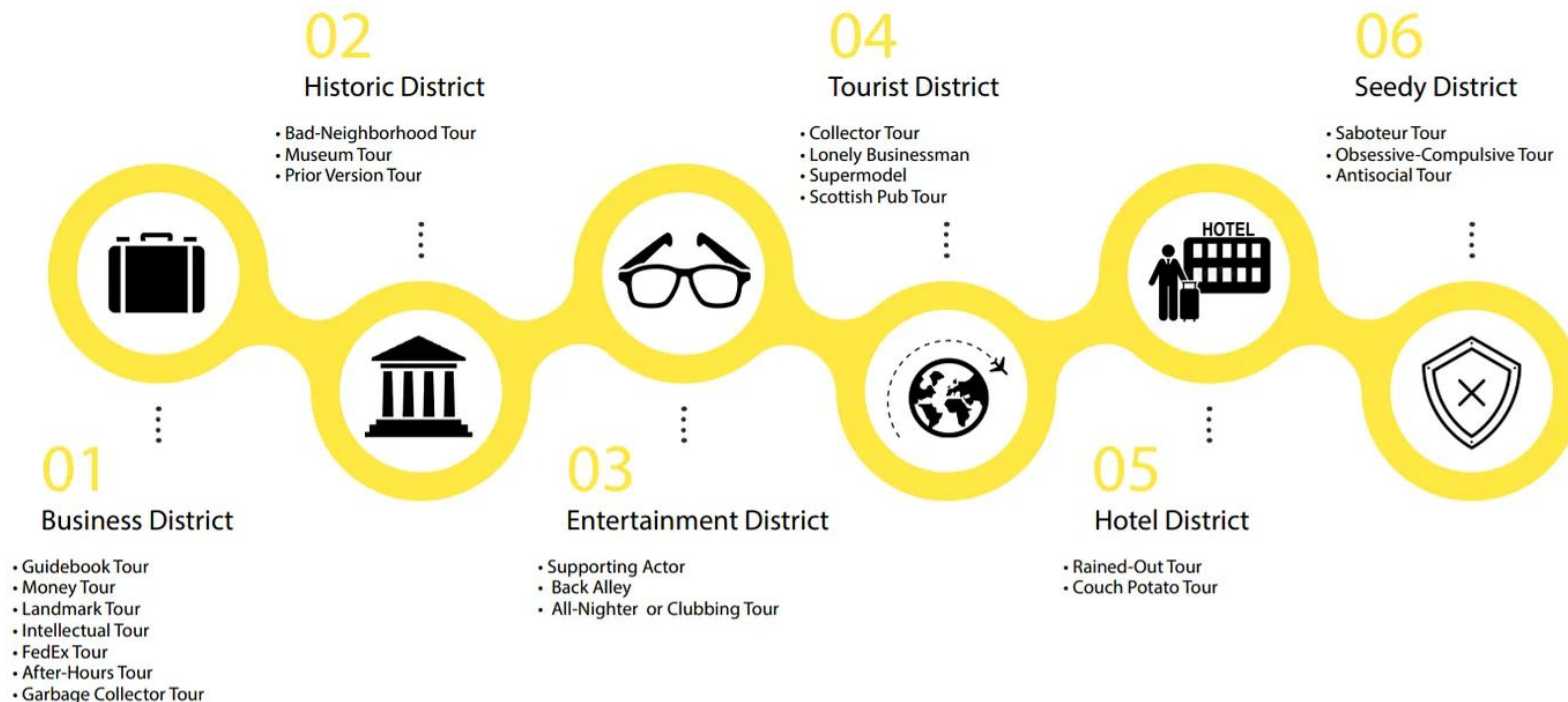 01
Business District
• Guidebook Tour
• Money Tour
• Landmark Tour
• Intellectual Tour
• FedEx Tour
• After-Hours Tour
• Garbage Collector Tour
02
Historic District
• Bad-Neighborhood Tour
• Museum Tour
• Prior Version Tour
03
Entertainment District
• Supporting Actor
• Back Alley
• All-Nighter or Clubbing Tour
04
Tourist District
• Collector Tour
• Lonely Businessman
• Supermodel
• Scottish Pub Tour
HOTEL
05
Hotel District
• Rained-Out Tour
• Couch Potato Tour
06
Seedy District
• Saboteur Tour
• Obsessive-Compulsive Tour
• Antisocial Tour